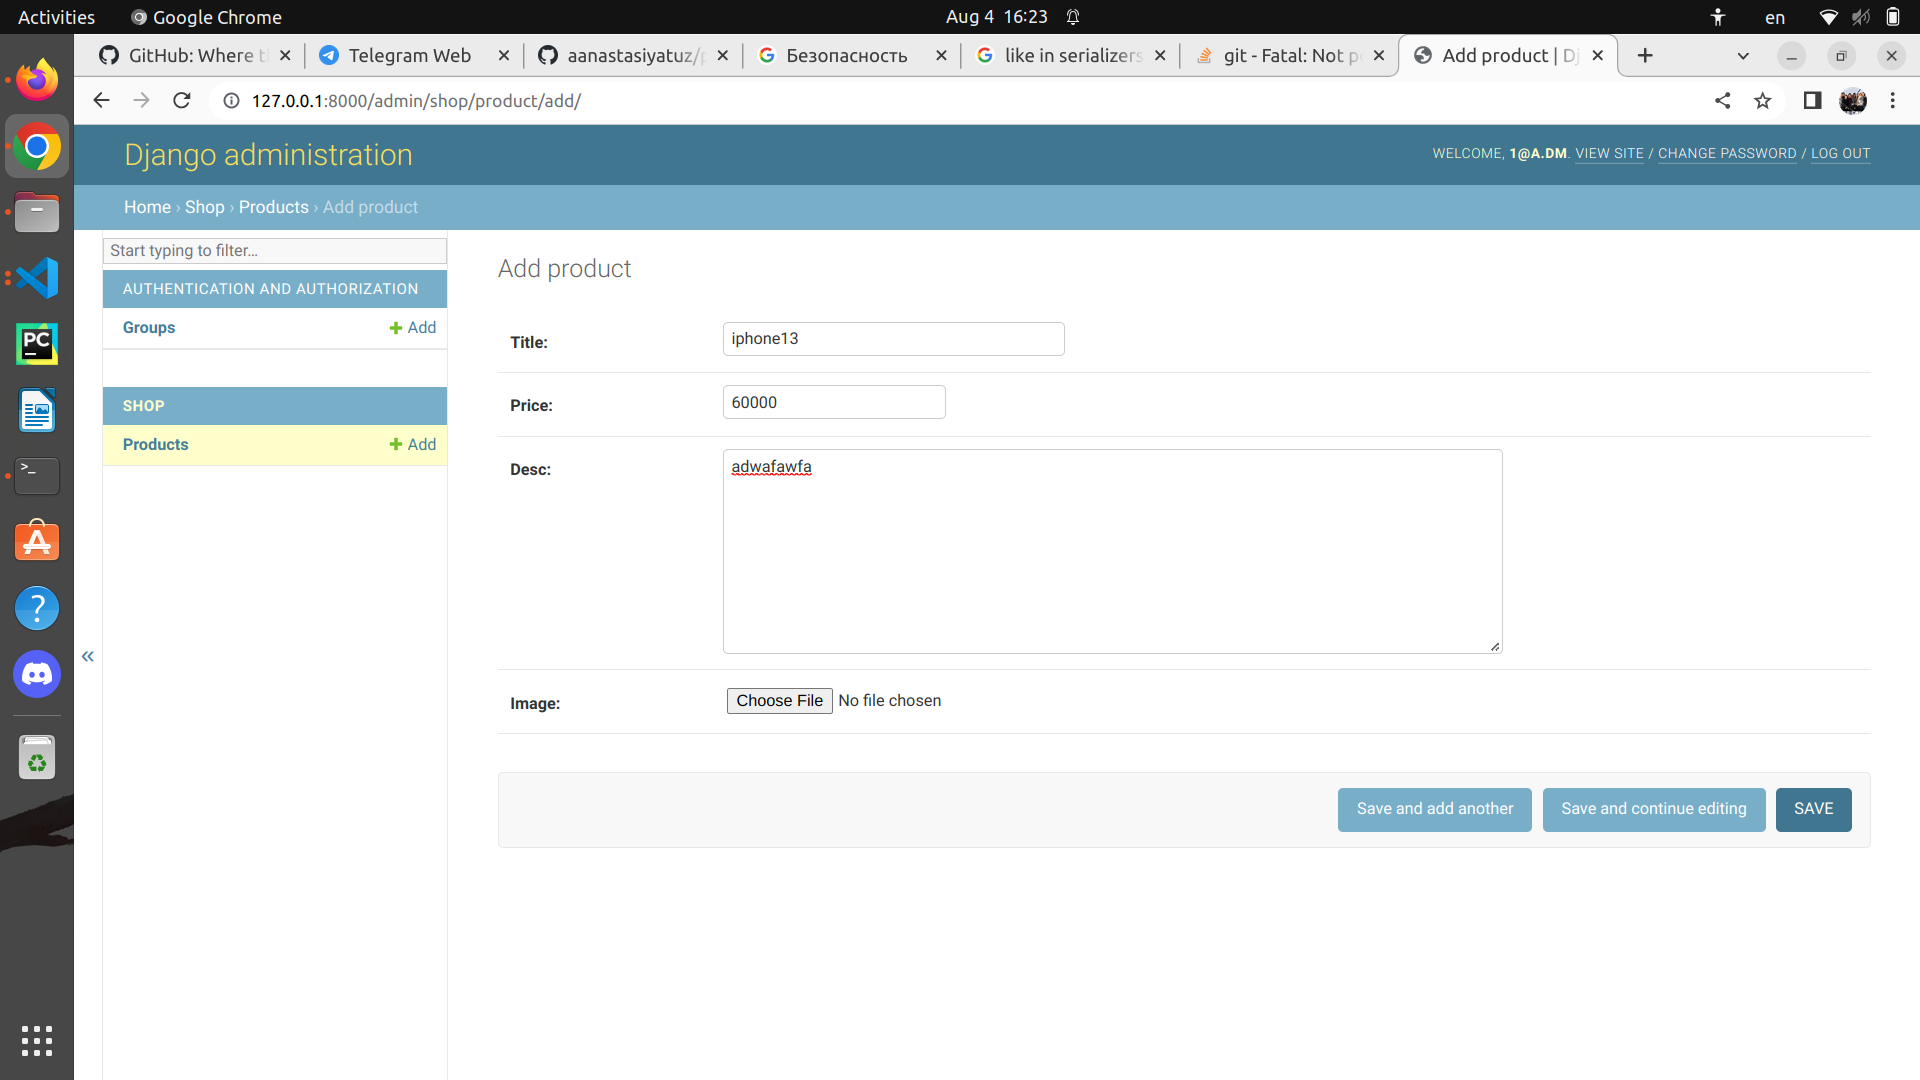 Activities
Google Chrome
Aug 4 16:23
en
GitHub: Where t
Telegram Web
aanastasiyatuz/p
Безопасность
like in serializers
git - Fatal: Not p
Add product | Dj
127.0.0.1:8000/admin/shop/product/add/
Django administration
WELCOME, 1@A.DM. VIEW SITE / CHANGE PASSWORD / LOG OUT
Home › Shop › Products › Add product
Start typing to filter...
AUTHENTICATION AND AUTHORIZATION
Groups
Add
SHOP
Products
Add
«
Add product
Title:
iphone13
Price:
60000
Desc:
adwafawfa
Image:
Choose File No file chosen
Save and add another
Save and continue editing
SAVE
PC
>_
?